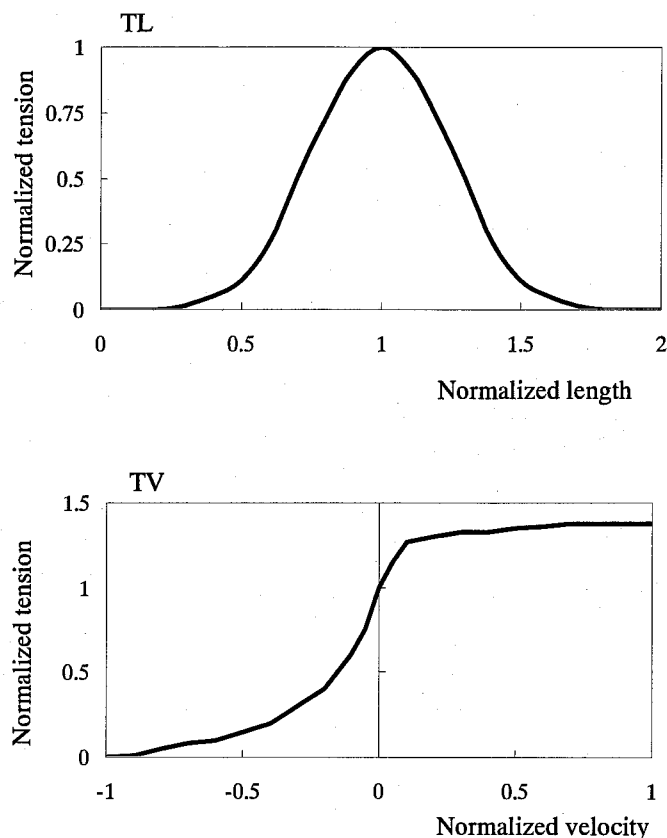 TL
1
0.75
0.5
0.25
0
Normalized tension
0 0.5 1 1.5 2
Normalized length
TV
1.5
1
0.5
0
Normalized tension
-1 -0.5 0 0.5 1
Normalized velocity